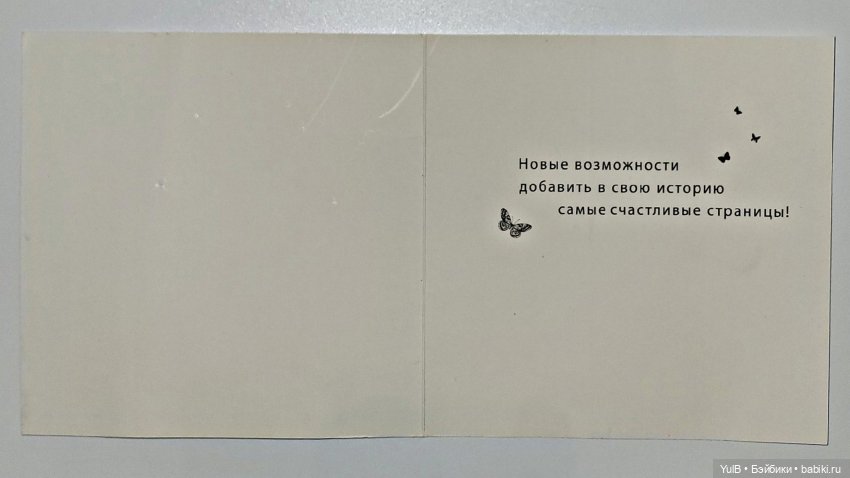 Новые возможности
добавить в свою историю
самые счастливые страницы!
YulB • Бэйбики • babiki.ru